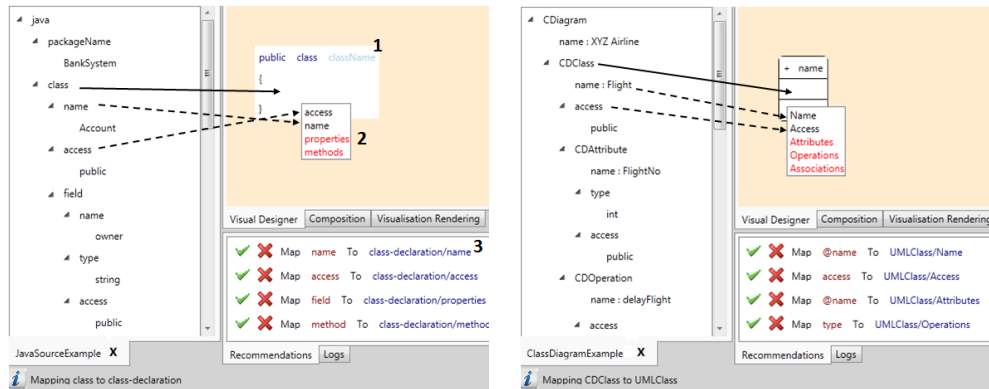 java
packageName
BankSystem
class
name
Account
access
public
field
name
owner
type
string
access
public
JavaSourceExample X
1
public class className
{
}
access
name
properties
methods
2
Visual Designer Composition Visualisation Rendering
Map name To class-declaration/name 3
Map access To class-declaration/access
Map field To class-declaration/properties
Map method To class-declaration/methoc
Recommendations Logs
i Mapping class to class-declaration
CDiagram
name : XYZ Airline
CDClass
name : Flight
access
public
CDAttribute
name : FlightNo
type
int
access
public
CDOperation
name : delayFlight
access
ClassDiagramExample X
+ name
Name
Access
Attributes
Operations
Associations
Visual Designer Composition Visualisation Rendering
Map @name To UMLClass/Name
Map access To UMLClass/Access
Map @name To UMLClass/Attributes
Map type To UMLClass/Operations
Recommendations Logs
i Mapping CDClass to UMLClass